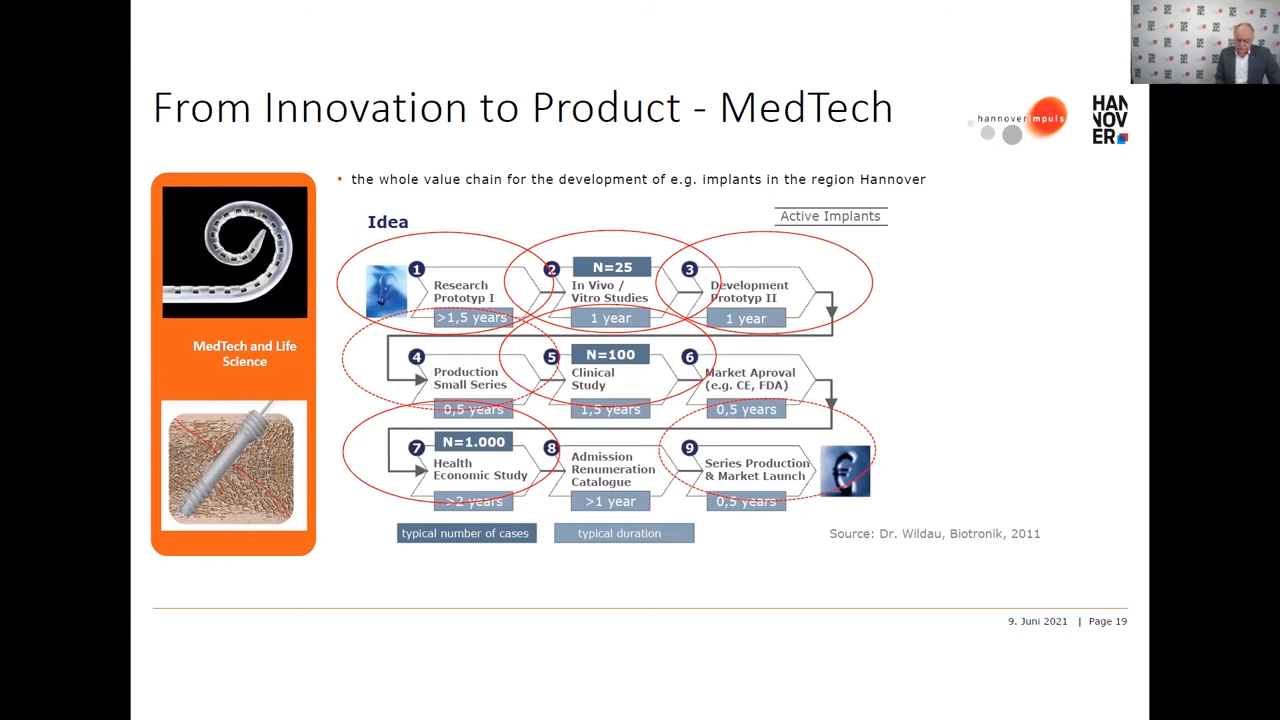 From Innovation to Product - MedTech
hannoverimpuls
HAN
NOV
ER
• the whole value chain for the development of e.g. implants in the region Hannover
Idea
Active Implants
1
Research
Prototyp I
>1,5 years
2
N=25
In Vivo /
Vitro Studies
1 year
3
Development
Prototyp II
1 year
4
Production
Small Series
0,5 years
5
N=100
Clinical
Study
1,5 years
6
Market Aproval
(e.g. CE, FDA)
0,5 years
7
N=1.000
Health
Economic Study
>2 years
8
Admission
Renumeration
Catalogue
>1 year
9
Series Production
& Market Launch
0,5 years
typical number of cases
typical duration
MedTech and Life
Science
Source: Dr. Wildau, Biotronik, 2011
9. Juni 2021 | Page 19